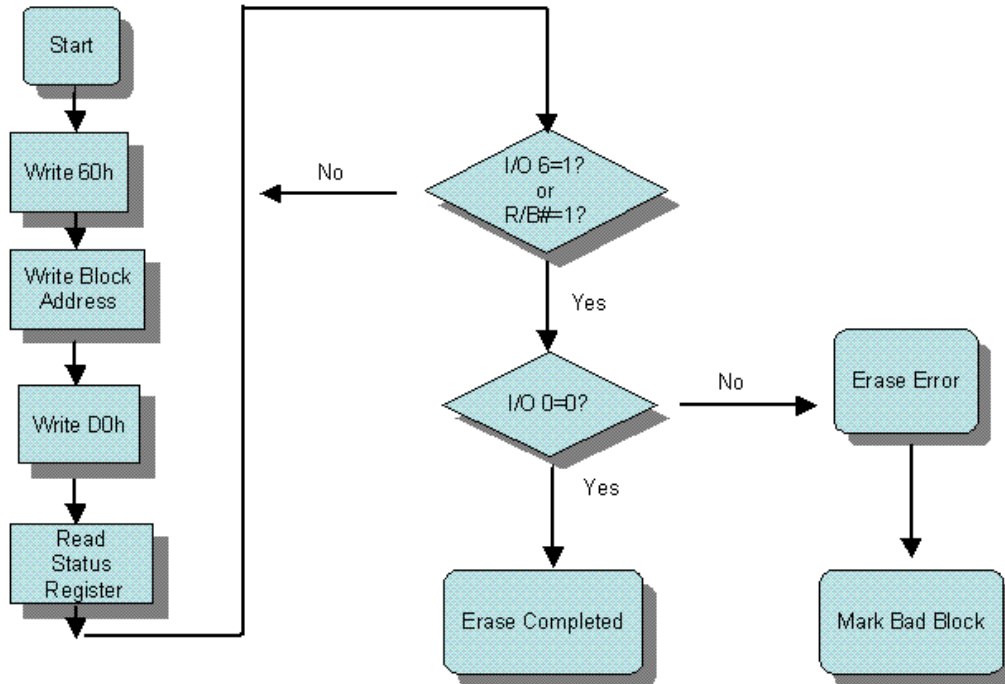 Start
Write 60h
Write Block
Address
Write D0h
Read
Status
Register
I/O 6=1?
or
R/B#=1?
No
Yes
I/O 0=0?
No
Yes
Erase Error
Erase Completed
Mark Bad Block